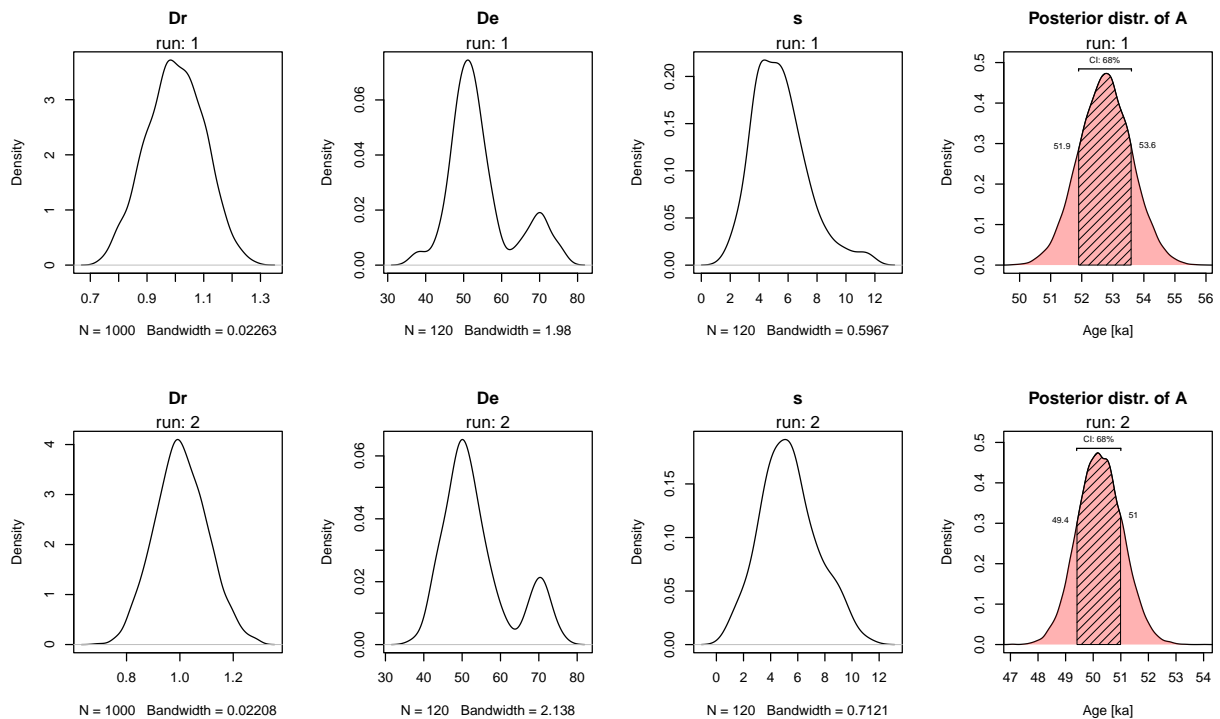 Dr
run: 1
Density
0
1
2
3
0.7 0.9 1.1 1.3
N = 1000 Bandwidth = 0.02263
De
run: 1
Density
0.00 0.02 0.04 0.06
30 40 50 60 70 80
N = 120 Bandwidth = 1.98
s
run: 1
Density
0.00 0.05 0.10 0.15 0.20
0 2 4 6 8 10 12
N = 120 Bandwidth = 0.5967
Posterior distr. of A
run: 1
CI: 68%
51.9 53.6
Density
0.0 0.1 0.2 0.3 0.4 0.5
50 51 52 53 54 55 56
Age [ka]
Dr
run: 2
Density
0 1 2 3 4
0.8 1.0 1.2
N = 1000 Bandwidth = 0.02208
De
run: 2
Density
0.00 0.02 0.04 0.06
30 40 50 60 70 80
N = 120 Bandwidth = 2.138
s
run: 2
Density
0.00 0.05 0.10 0.15
0 2 4 6 8 10 12
N = 120 Bandwidth = 0.7121
Posterior distr. of A
run: 2
CI: 68%
49.4 51
Density
0.0 0.1 0.2 0.3 0.4 0.5
47 48 49 50 51 52 53 54
Age [ka]